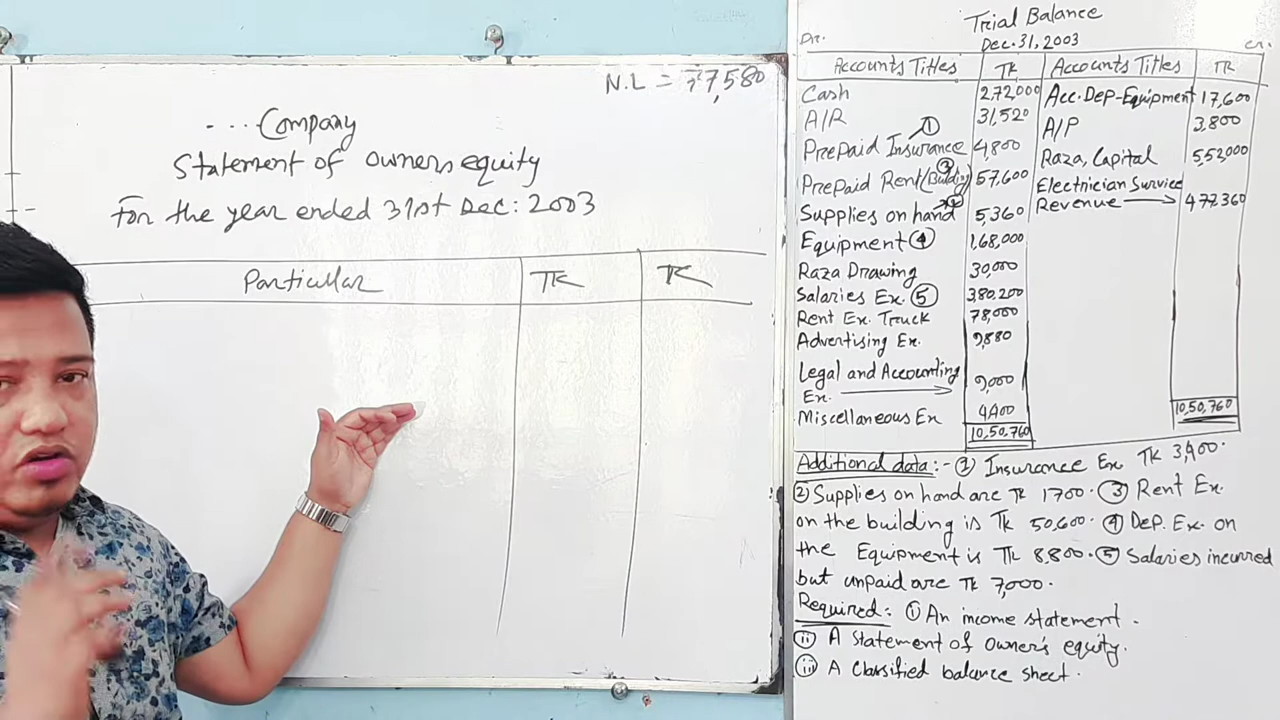 N.L = 77,580
... Company
Statement of owners equity
For the year ended 31st Dec: 2003
Particular TK TK
Trial Balance
Dec. 31, 2003
Dr. Cr.
Accounts Titles TK Accounts Titles TK
Cash 2,72,000 Acc. Dep-Equipment 17,600
A/R 31,520 A/P 3,800
Prepaid Insurance ① 4,800 Raza, Capital 5,52,000
Prepaid Rent (Building) ③ 57,600 Electrician Service
Supplies on hand ② 5,360 Revenue → 477,360
Equipment ④ 1,68,000
Raza Drawing 30,000
Salaries Ex. ⑤ 3,80,200
Rent Ex. Truck 78,000
Advertising Ex. 9,880
Legal and Accounting
Ex. → 9,000
Miscellaneous Ex 4,400
10,50,760 10,50,760
Additional data:- ① Insurance Ex TK 3,400.
② Supplies on hand are TK 1700. ③ Rent Ex.
on the building is TK 50,600. ④ Dep. Ex. on
the Equipment is TK 8,800. ⑤ Salaries incurred
but unpaid are TK 7,000.
Required: ⓘ An income statement.
ⓘⓘ A statement of owner's equity.
ⓘⓘⓘ A classified balance sheet.